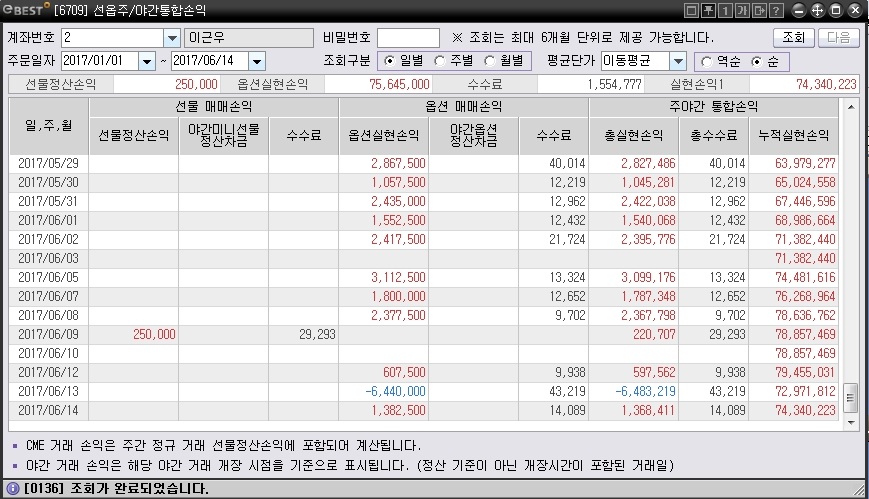 eBEST [6709] 선옵주/야간통합손익
계좌번호 2 이근우 비밀번호 ※ 조회는 최대 6개월 단위로 제공 가능합니다. 조회 다음
주문일자 2017/01/01 ~ 2017/06/14 조회구분 일별 주별 월별 평균단가 이동평균 역순 순
선물정산손익 250,000 옵션실현손익 75,645,000 수수료 1,554,777 실현손익1 74,340,223
일,주,월 선물 매매손익 옵션 매매손익 주야간 통합손익
선물정산손익 야간미니선물 정산차금 수수료 옵션실현손익 야간옵션 정산차금 수수료 총실현손익 총수수료 누적실현손익
2017/05/29 2,867,500 40,014 2,827,486 40,014 63,979,277
2017/05/30 1,057,500 12,219 1,045,281 12,219 65,024,558
2017/05/31 2,435,000 12,962 2,422,038 12,962 67,446,596
2017/06/01 1,552,500 12,432 1,540,068 12,432 68,986,664
2017/06/02 2,417,500 21,724 2,395,776 21,724 71,382,440
2017/06/03 71,382,440
2017/06/05 3,112,500 13,324 3,099,176 13,324 74,481,616
2017/06/07 1,800,000 12,652 1,787,348 12,652 76,268,964
2017/06/08 2,377,500 9,702 2,367,798 9,702 78,636,762
2017/06/09 250,000 29,293 220,707 29,293 78,857,469
2017/06/10 78,857,469
2017/06/12 607,500 9,938 597,562 9,938 79,455,031
2017/06/13 -6,440,000 43,219 -6,483,219 43,219 72,971,812
2017/06/14 1,382,500 14,089 1,368,411 14,089 74,340,223
▪ CME 거래 손익은 주간 정규 거래 선물정산손익에 포함되어 계산됩니다.
▪ 야간 거래 손익은 해당 야간 거래 개장 시점을 기준으로 표시됩니다. (정산 기준이 아닌 개장시간이 포함된 거래일)
[0136] 조회가 완료되었습니다.